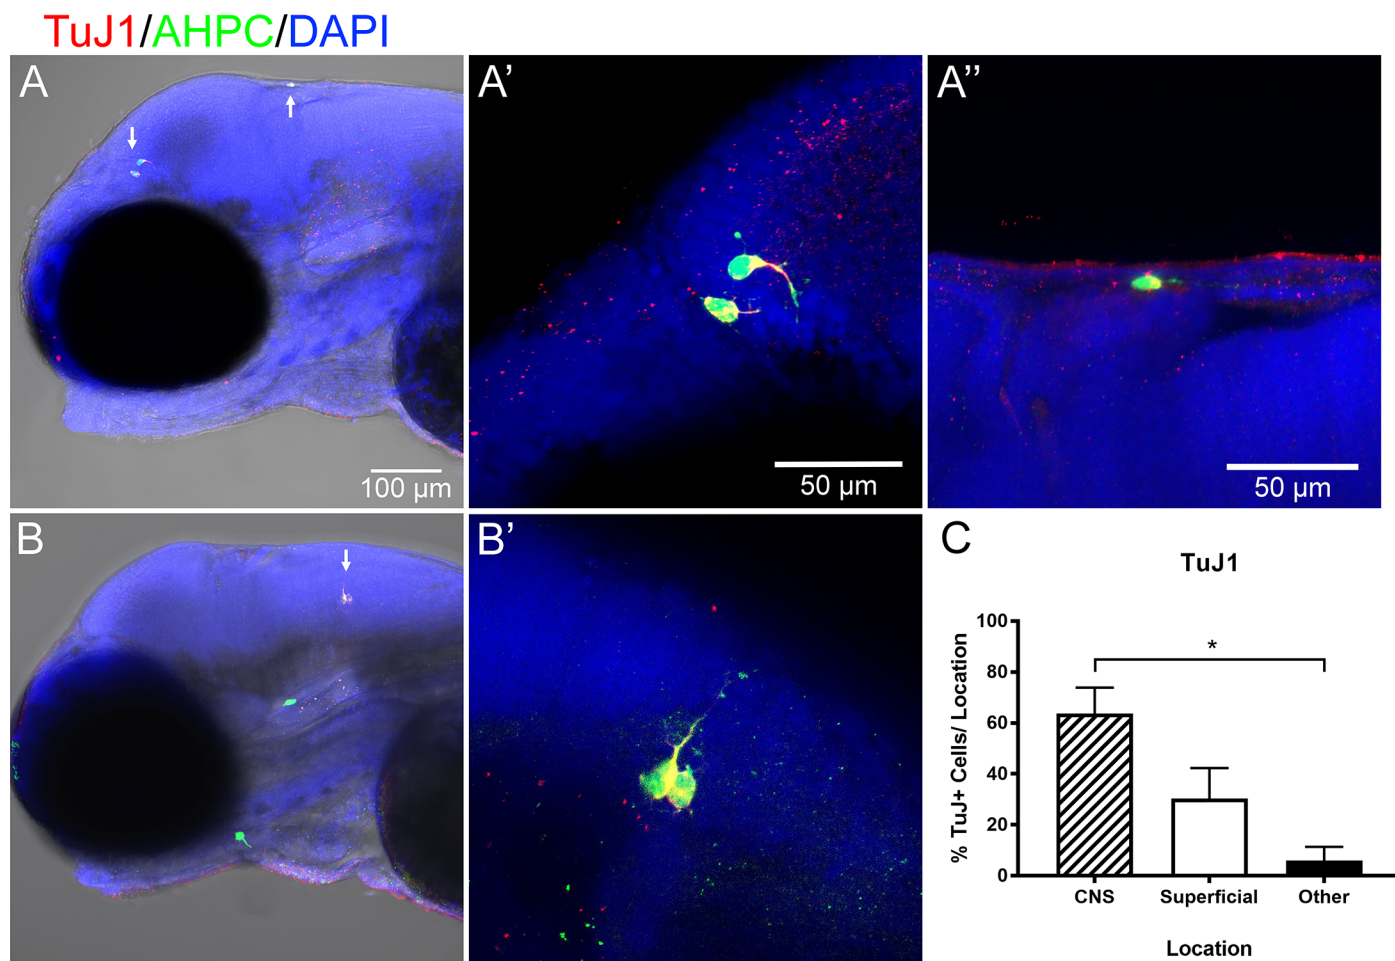 TuJ1/AHPC/DAPI
A
A'
A''
100 µm
50 µm
50 µm
B
B'
C
TuJ1
% TuJ+ Cells/ Location
100
80
60
40
20
0
*
CNS
Superficial
Other
Location